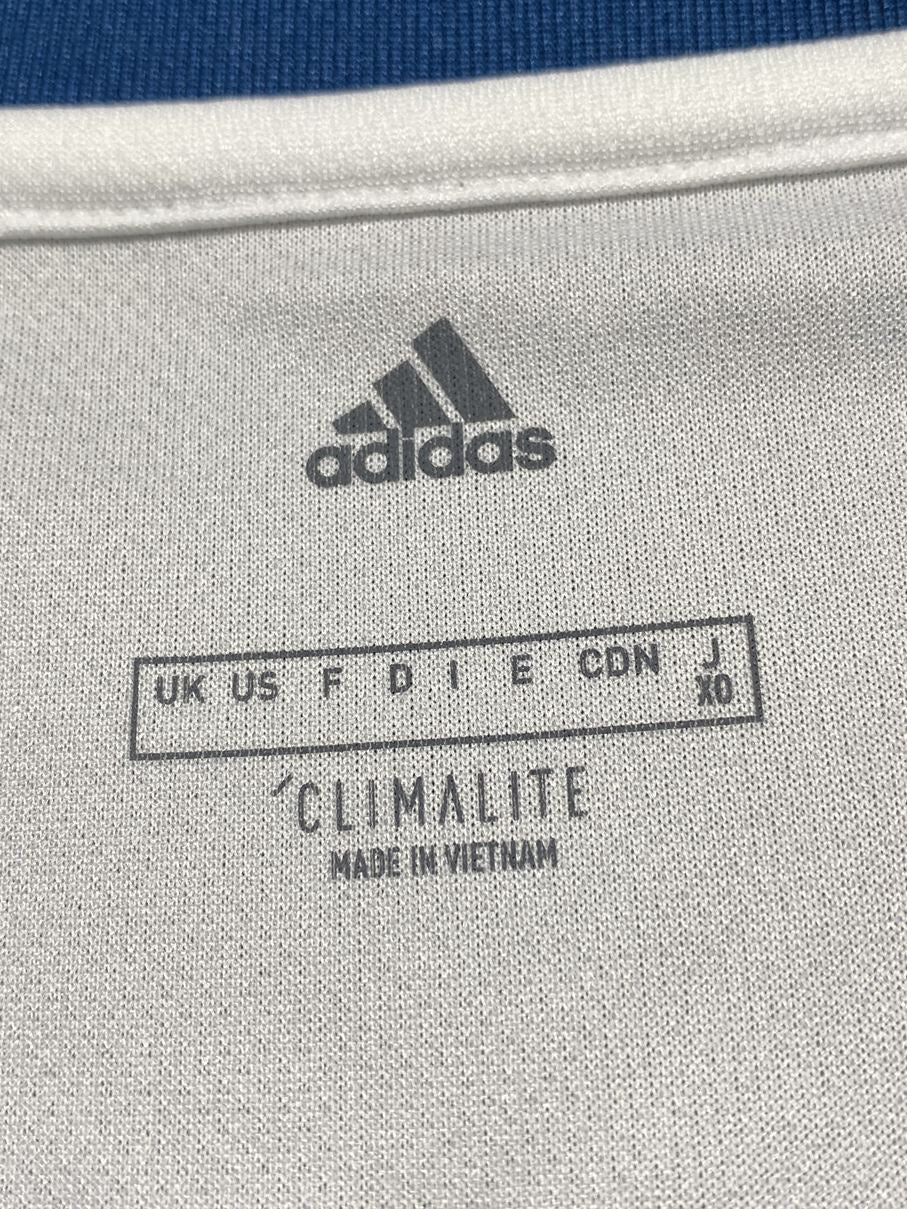 adidas
UK US F D I E CDN J
XO
CLIMALITE
MADE IN VIETNAM